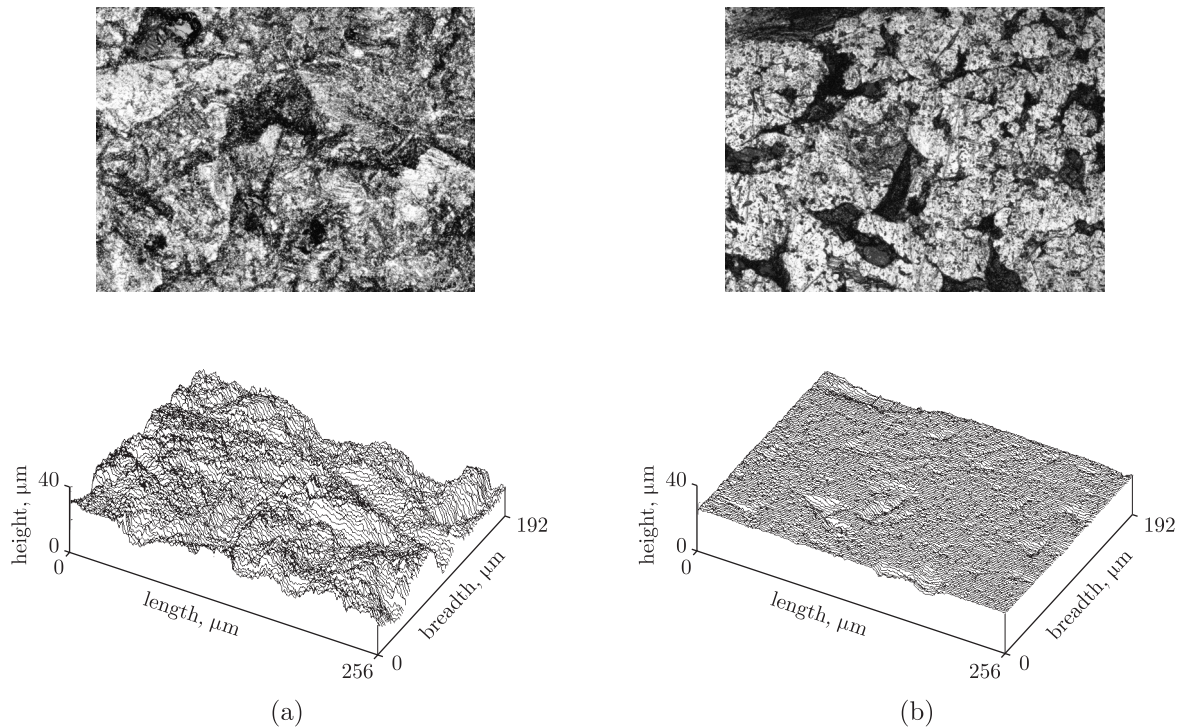 40
height, µm
0
0
length, µm
256
0
breadth, µm
192
(a)
40
height, µm
0
0
length, µm
256
0
breadth, µm
192
(b)